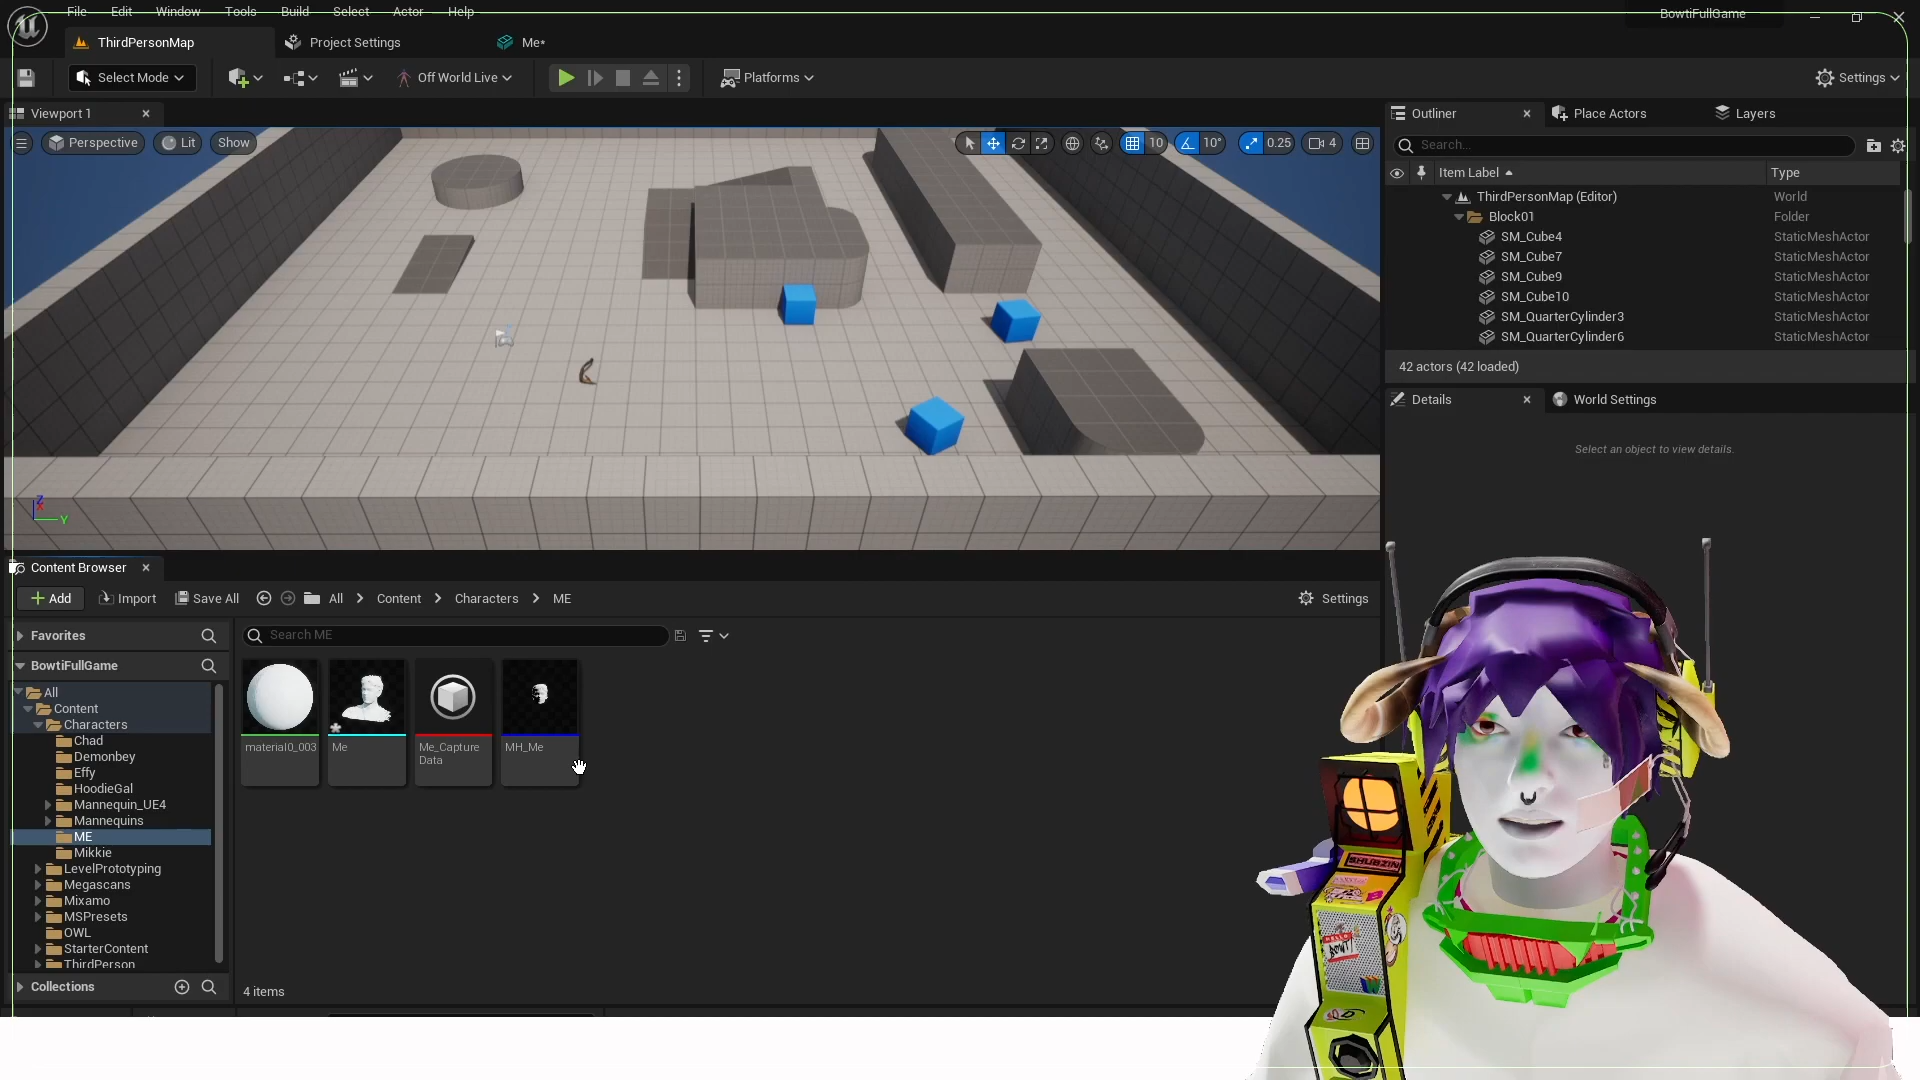 File Edit Window Tools Build Select Actor Help
BowtiFullGame
ThirdPersonMap
Project Settings
Me*
Select Mode
Off World Live
Platforms
Settings
Viewport 1
Perspective
Lit
Show
10
10°
0.25
4
Outliner
Place Actors
Layers
Search...
Item Label
Type
ThirdPersonMap (Editor) World
Block01 Folder
SM_Cube4 StaticMeshActor
SM_Cube7 StaticMeshActor
SM_Cube9 StaticMeshActor
SM_Cube10 StaticMeshActor
SM_QuarterCylinder3 StaticMeshActor
SM_QuarterCylinder6 StaticMeshActor
42 actors (42 loaded)
Details
World Settings
Select an object to view details.
Z
X
Y
Content Browser
Add
Import
Save All
All
Content
Characters
ME
Settings
Favorites
Search ME
BowtiFullGame
All
Content
Characters
Chad
Demonbey
Effy
HoodieGal
Mannequin_UE4
Mannequins
ME
Mikkie
LevelPrototyping
Megascans
Mixamo
MSPresets
OWL
StarterContent
ThirdPerson
Collections
material0_003
Me
Me_Capture
Data
MH_Me
4 items